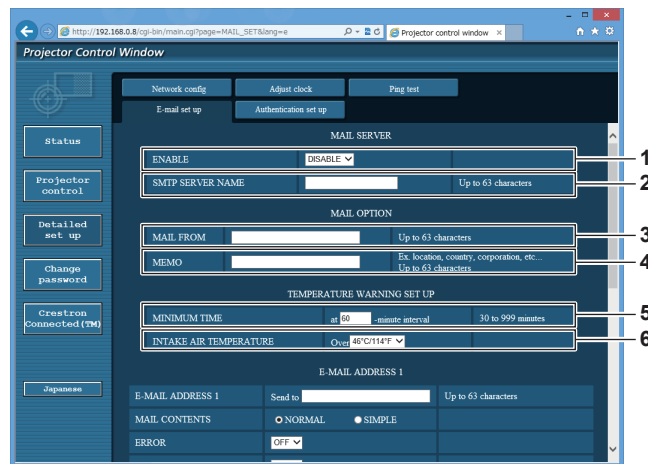 http://192.168.0.8/cgi-bin/main.cgi?page=MAIL_SET&lang=e
Projector control window
Projector Control Window
Network config Adjust clock Ping test
E-mail set up Authentication set up
Status
Projector
control
Detailed
set up
Change
password
Crestron
Connected(TM)
Japanese
MAIL SERVER
ENABLE DISABLE 1
SMTP SERVER NAME Up to 63 characters 2
MAIL OPTION
MAIL FROM Up to 63 characters 3
MEMO Ex. location, country, corporation, etc...
Up to 63 characters 4
TEMPERATURE WARNING SET UP
MINIMUM TIME at 60 -minute interval 30 to 999 minutes 5
INTAKE AIR TEMPERATURE Over 46°C/114°F 6
E-MAIL ADDRESS 1
E-MAIL ADDRESS 1 Send to Up to 63 characters
MAIL CONTENTS NORMAL SIMPLE
ERROR OFF